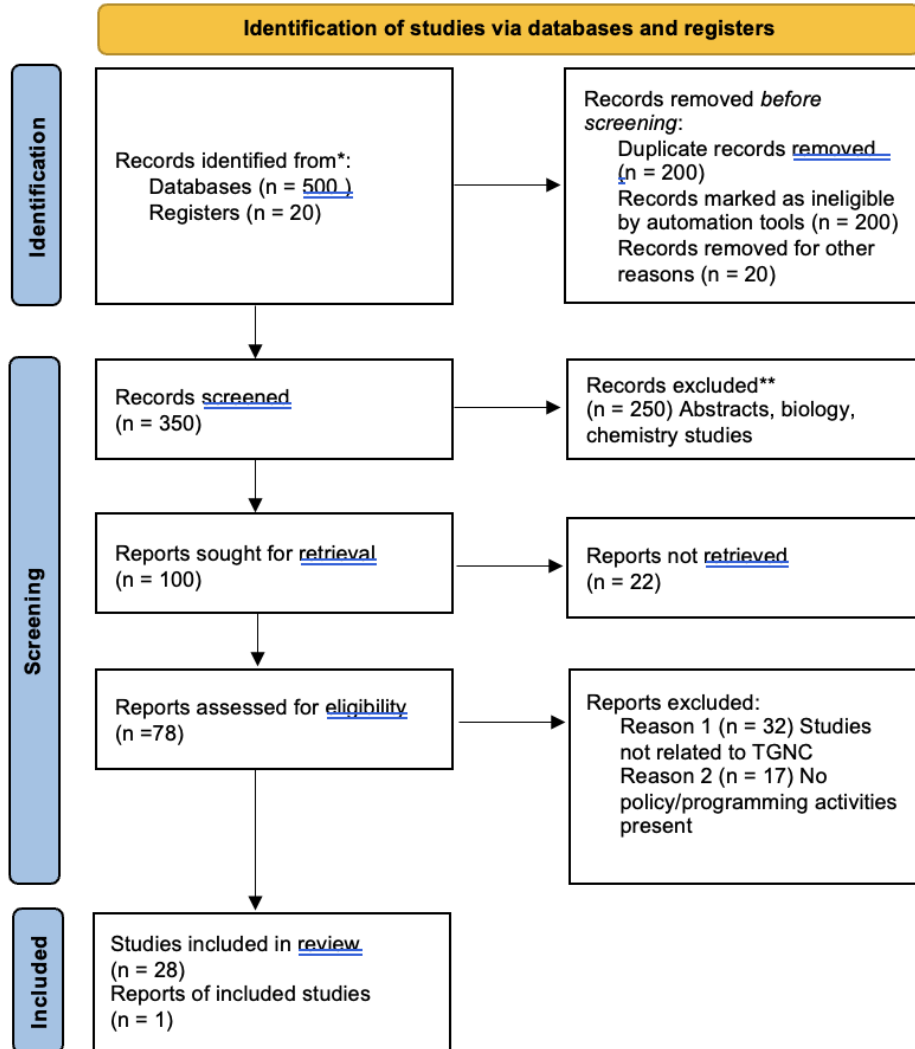 Identification of studies via databases and registers
Identification
Records identified from*:
Databases (n = 500 )
Registers (n = 20)
Records removed before
screening:
Duplicate records removed
(n = 200)
Records marked as ineligible
by automation tools (n = 200)
Records removed for other
reasons (n = 20)
Screening
Records screened
(n = 350)
Records excluded**
(n = 250) Abstracts, biology,
chemistry studies
Reports sought for retrieval
(n = 100)
Reports not retrieved
(n = 22)
Reports assessed for eligibility
(n =78)
Reports excluded:
Reason 1 (n = 32) Studies
not related to TGNC
Reason 2 (n = 17) No
policy/programming activities
present
Included
Studies included in review
(n = 28)
Reports of included studies
(n = 1)